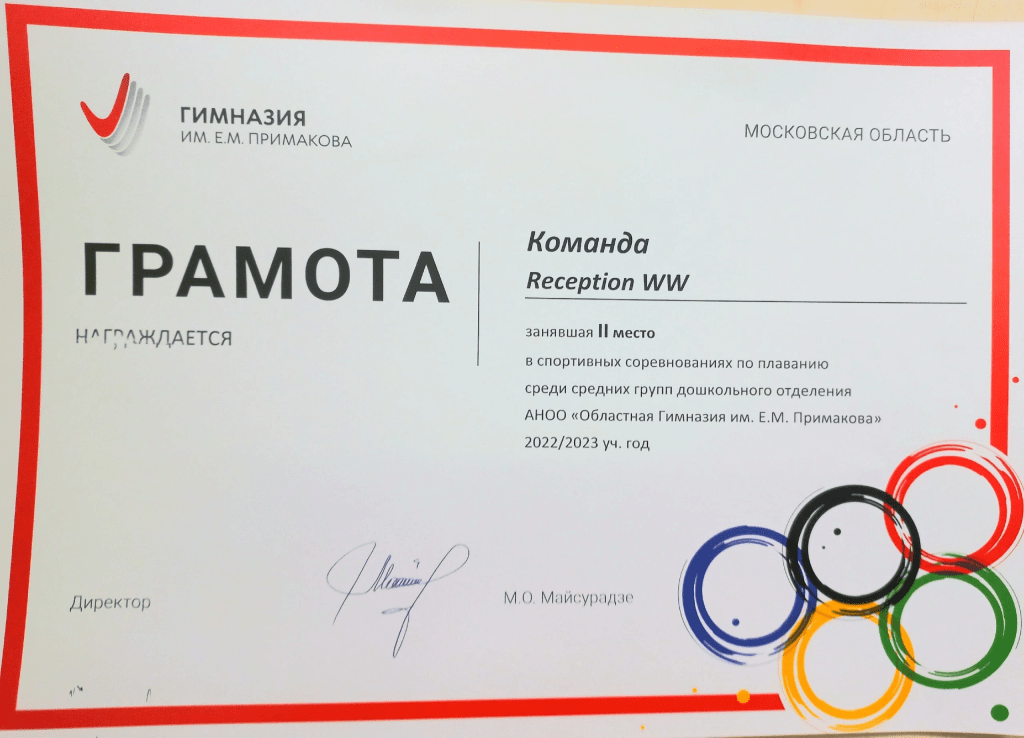 ГИМНАЗИЯ
ИМ. Е.М. ПРИМАКОВА
МОСКОВСКАЯ ОБЛАСТЬ
ГРАМОТА
НАГРАЖДАЕТСЯ
Команда
Reception WW
занявшая II место
в спортивных соревнованиях по плаванию
среди средних групп дошкольного отделения
АНОО «Областная Гимназия им. Е.М. Примакова»
2022/2023 уч. год
Директор
М.О. Майсурадзе